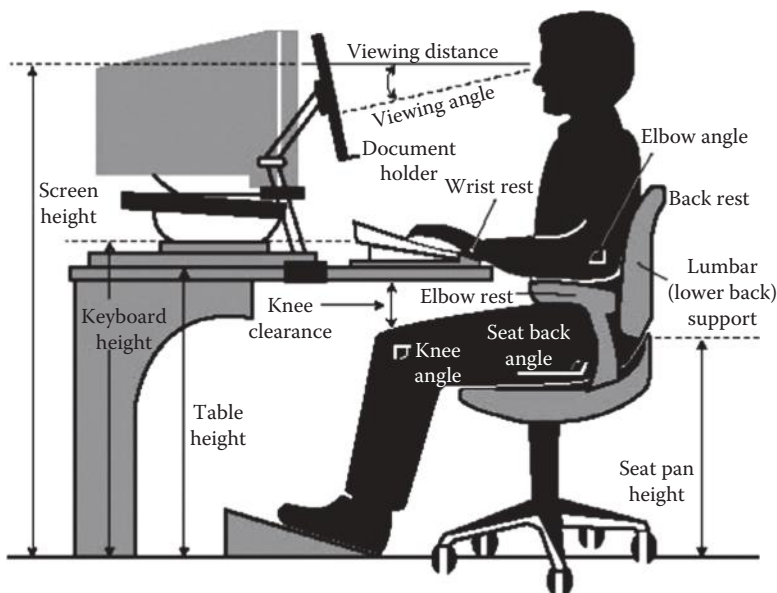 Viewing distance
Viewing angle
Document
holder
Elbow angle
Wrist rest
Back rest
Screen
height
Lumbar
(lower back)
support
Elbow rest
Knee
clearance
Keyboard
height
Seat back
angle
Knee
angle
Table
height
Seat pan
height